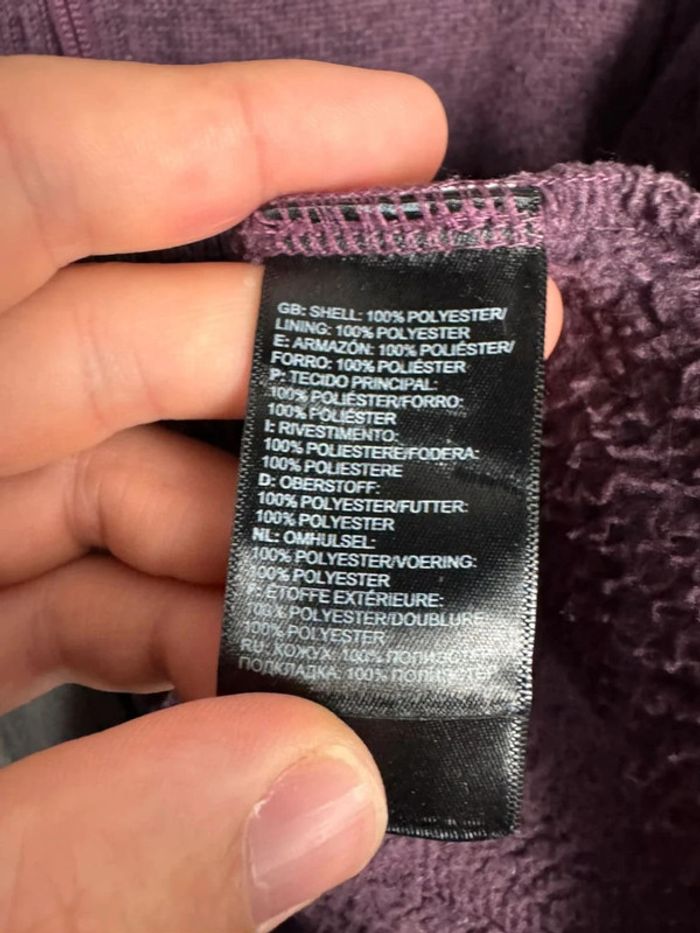 GB: SHELL: 100% POLYESTER/
LINING: 100% POLYESTER
E: ARMAZÓN: 100% POLIÉSTER/
FORRO: 100% POLIÉSTER
P: TECIDO PRINCIPAL:
100% POLIÉSTER/FORRO:
100% POLIÉSTER
I: RIVESTIMENTO:
100% POLIESTERE/FODERA:
100% POLIESTERE
D: OBERSTOFF:
100% POLYESTER/FUTTER:
100% POLYESTER
NL: OMHULSEL:
100% POLYESTER/VOERING:
100% POLYESTER
F: ÉTOFFE EXTÉRIEURE:
100% POLYESTER/DOUBLURE
100% POLYESTER
RU: КОЖУХ: 100%
ПОДКЛАДКА: 100%